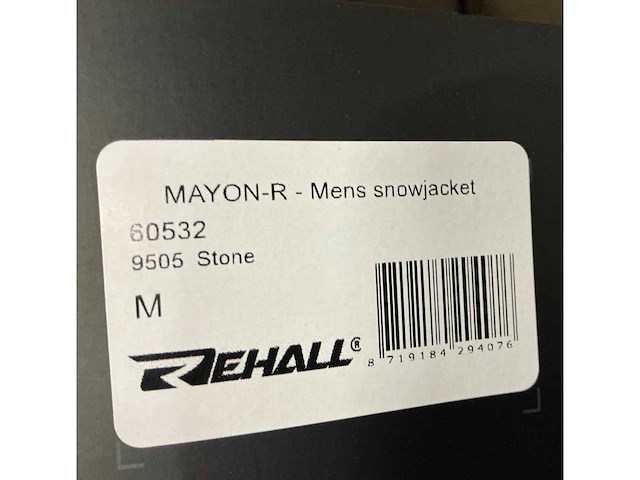 MAYON-R - Mens snowjacket
60532
9505 Stone
M
REHALL®
8 719184 294076